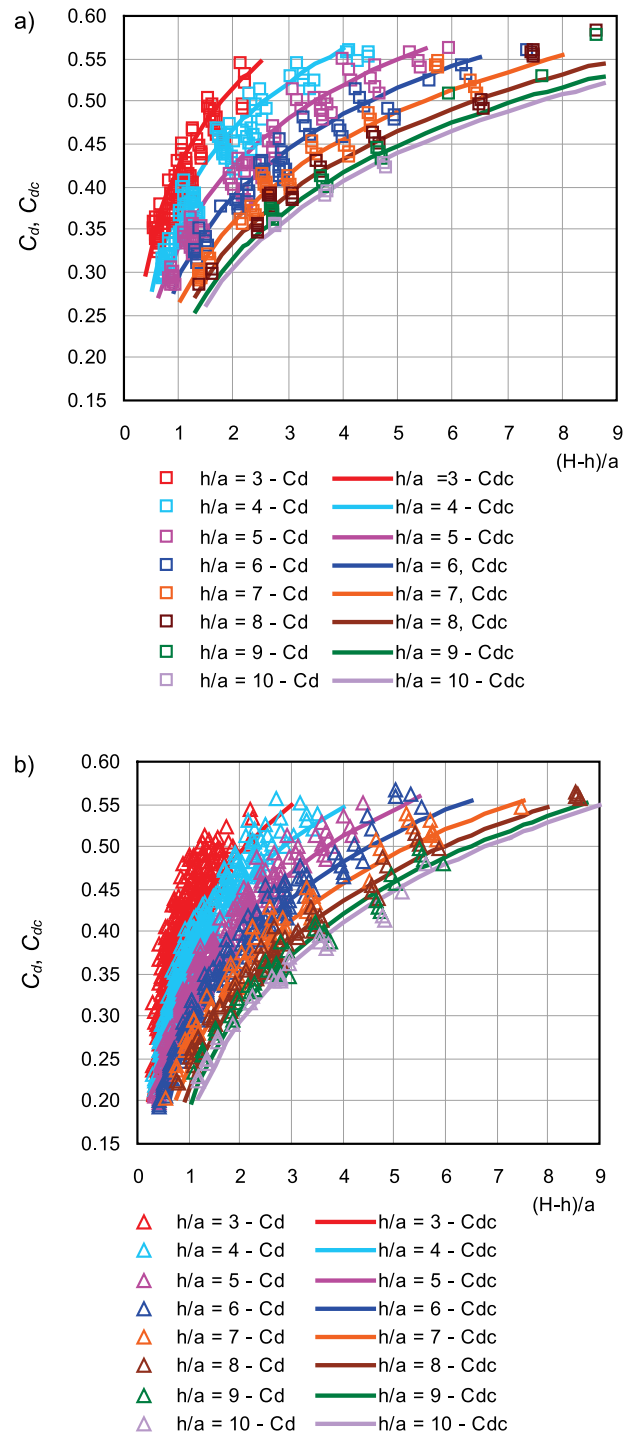 a)
0.60
0.55
0.50
0.45
0.40
0.35
0.30
0.25
0.20
0.15
Cd, Cdc
0 1 2 3 4 5 6 7 8 9
(H-h)/a
h/a = 3 - Cd h/a =3 - Cdc
h/a = 4 - Cd h/a = 4 - Cdc
h/a = 5 - Cd h/a = 5 - Cdc
h/a = 6 - Cd h/a = 6, Cdc
h/a = 7 - Cd h/a = 7, Cdc
h/a = 8 - Cd h/a = 8, Cdc
h/a = 9 - Cd h/a = 9 - Cdc
h/a = 10 - Cd h/a = 10 - Cdc
b)
0.60
0.55
0.50
0.45
0.40
0.35
0.30
0.25
0.20
0.15
Cd, Cdc
0 1 2 3 4 5 6 7 8 9
(H-h)/a
h/a = 3 - Cd h/a = 3 - Cdc
h/a = 4 - Cd h/a = 4 - Cdc
h/a = 5 - Cd h/a = 5 - Cdc
h/a = 6 - Cd h/a = 6 - Cdc
h/a = 7 - Cd h/a = 7 - Cdc
h/a = 8 - Cd h/a = 8 - Cdc
h/a = 9 - Cd h/a = 9 - Cdc
h/a = 10 - Cd h/a = 10 - Cdc